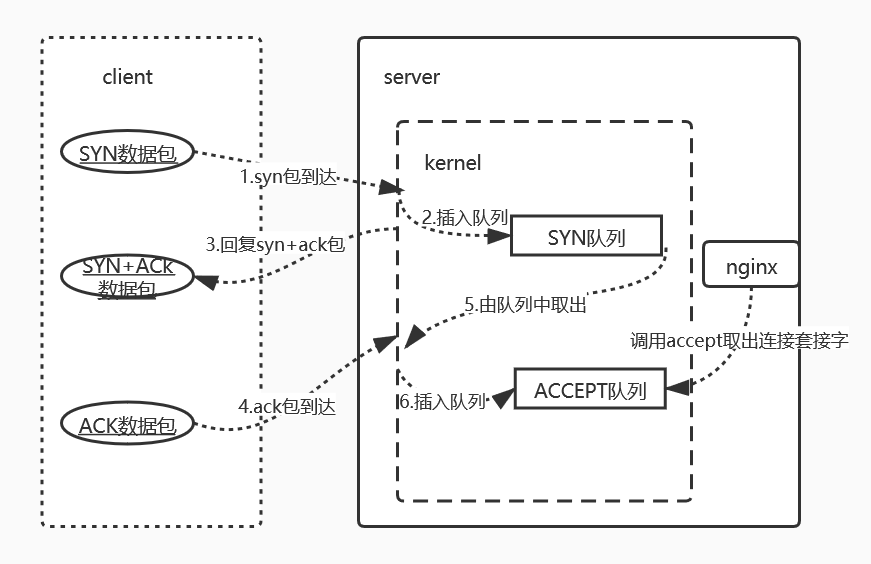 client
server
SYN数据包
kernel
1.syn包到达
2.插入队列
SYN队列
3.回复syn+ack包
SYN+ACk
数据包
nginx
5.由队列中取出
调用accept取出连接套接字
ACCEPT队列
6.插入队列
4.ack包到达
ACK数据包